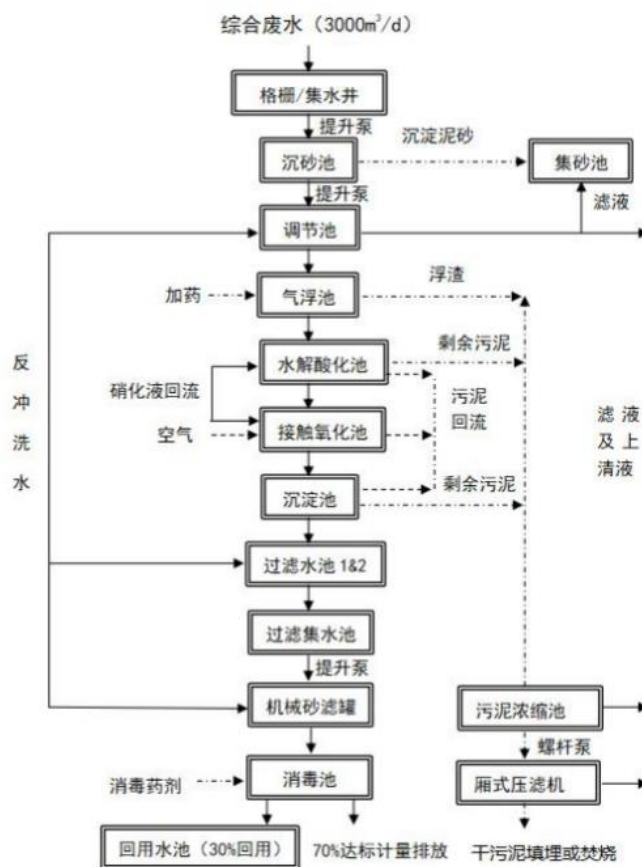 综合废水（3000m³/d）
格栅/集水井
提升泵
沉淀泥砂
沉砂池
集砂池
提升泵
滤液
调节池
浮渣
加药
气浮池
剩余污泥
水解酸化池
反冲洗水
硝化液回流
污泥
回流
滤液
及上
清液
空气
接触氧化池
剩余污泥
沉淀池
过滤水池 1&2
过滤集水池
提升泵
机械砂滤罐
污泥浓缩池
螺杆泵
消毒药剂
消毒池
厢式压滤机
回用水池（30%回用）
70%达标计量排放
干污泥填埋或焚烧